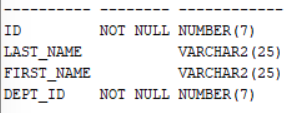 ---------- -------- ------------
ID NOT NULL NUMBER(7)
LAST_NAME VARCHAR2(25)
FIRST_NAME VARCHAR2(25)
DEPT_ID NOT NULL NUMBER(7)